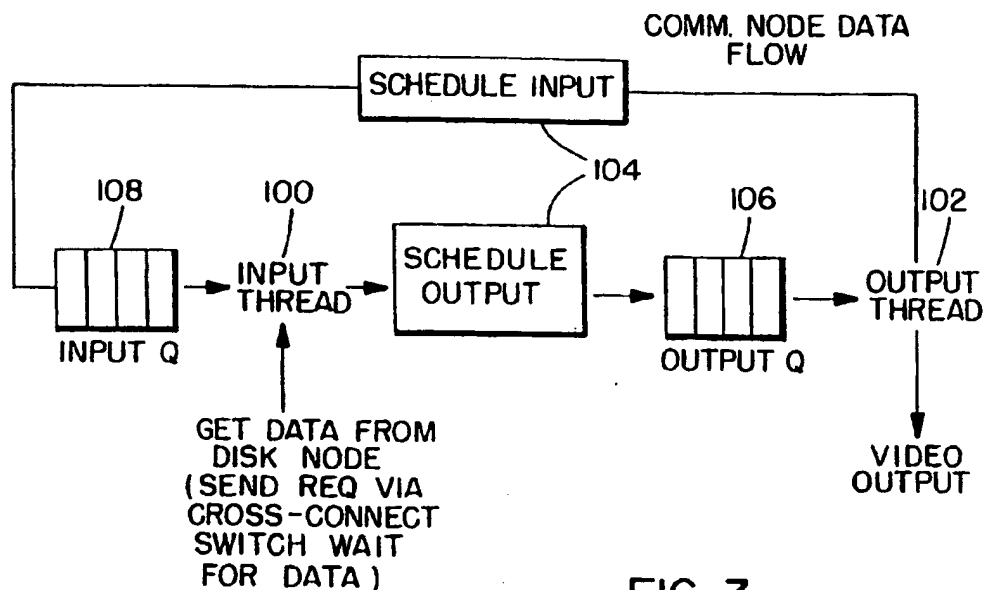 COMM. NODE DATA
FLOW
SCHEDULE INPUT
104
108
100
106
102
INPUT
THREAD
SCHEDULE
OUTPUT
OUTPUT
THREAD
INPUT Q
OUTPUT Q
GET DATA FROM
DISK NODE
(SEND REQ VIA
CROSS-CONNECT
SWITCH WAIT
FOR DATA)
VIDEO
OUTPUT